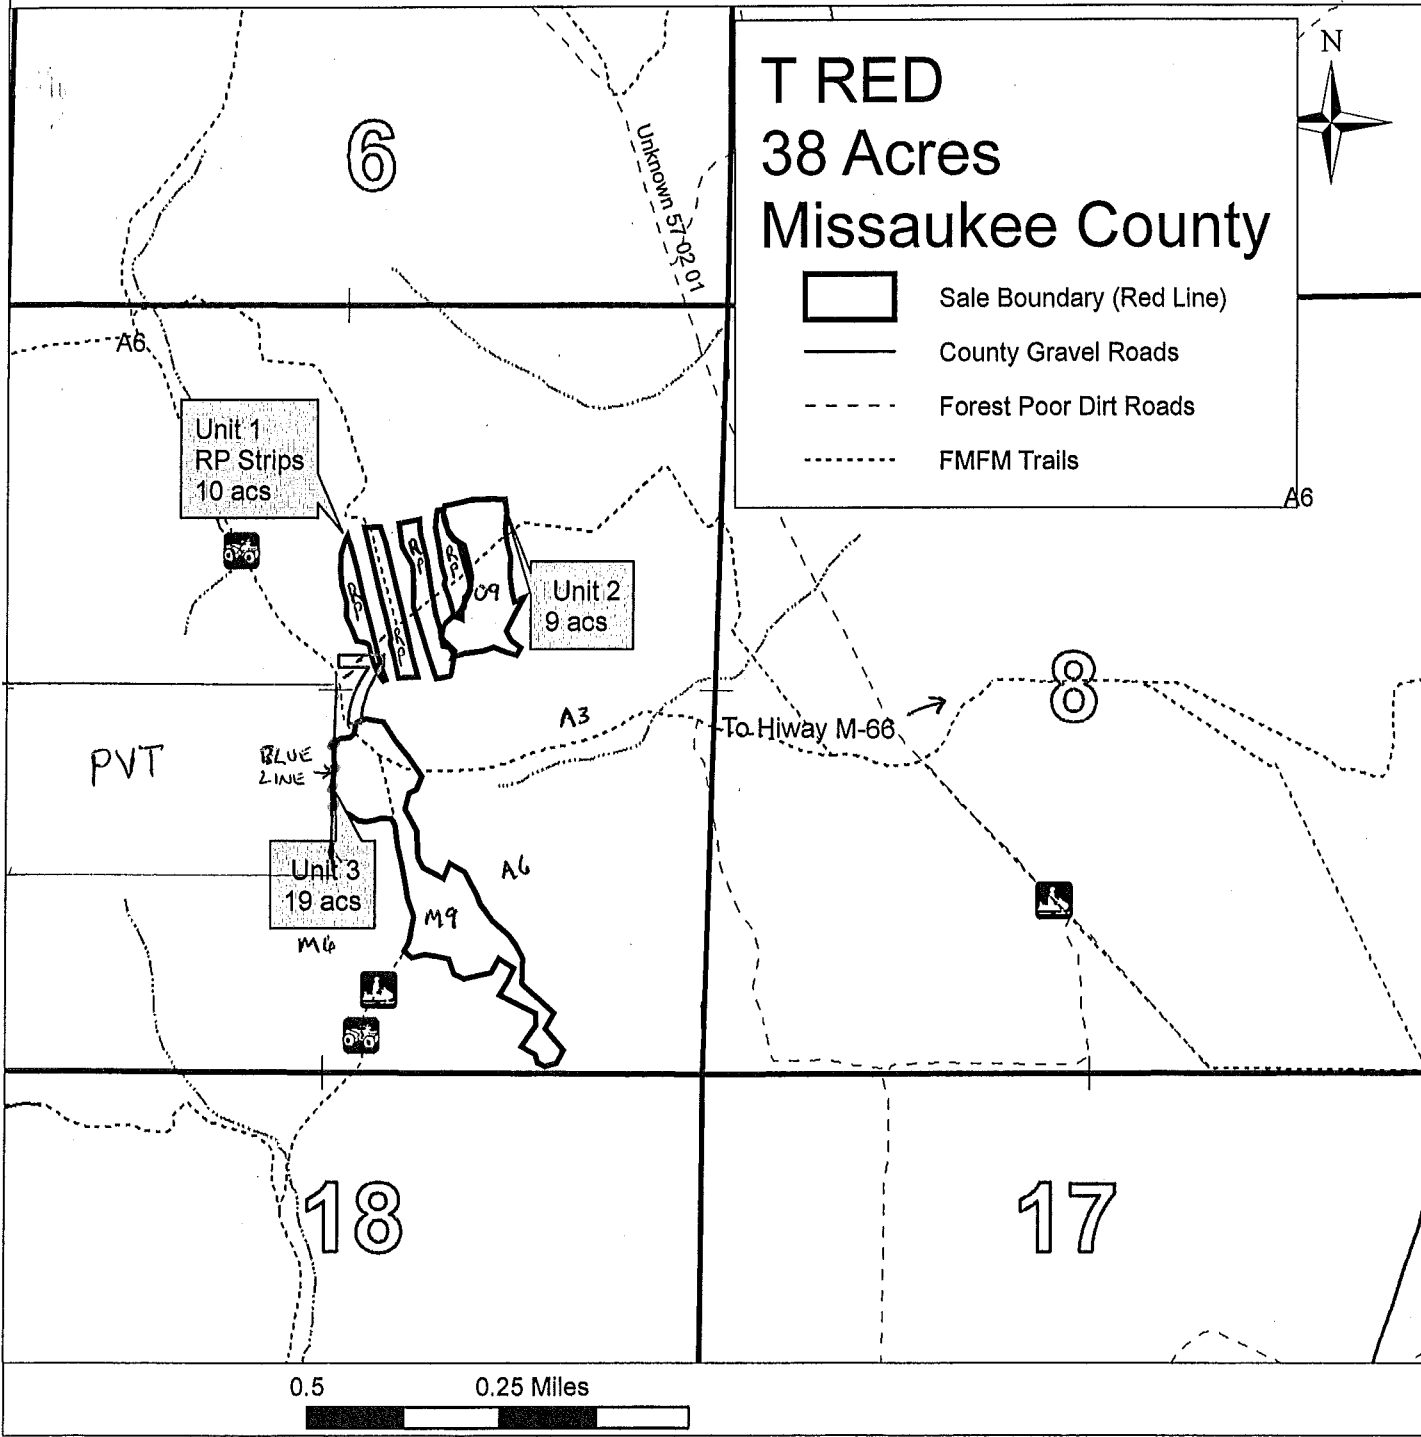 T RED
38 Acres
Missaukee County
Sale Boundary (Red Line)
County Gravel Roads
Forest Poor Dirt Roads
FMFM Trails
N
6
Unknown 57-02 01
A6
A6
Unit 1
RP Strips
10 acs
RP
RP
RP
RP
O9
Unit 2
9 acs
7
8
A3
To Hiway M-66
PVT
BLUE
LINE
Unit 3
19 acs
A6
M9
M6
18
17
0.5
0.25 Miles